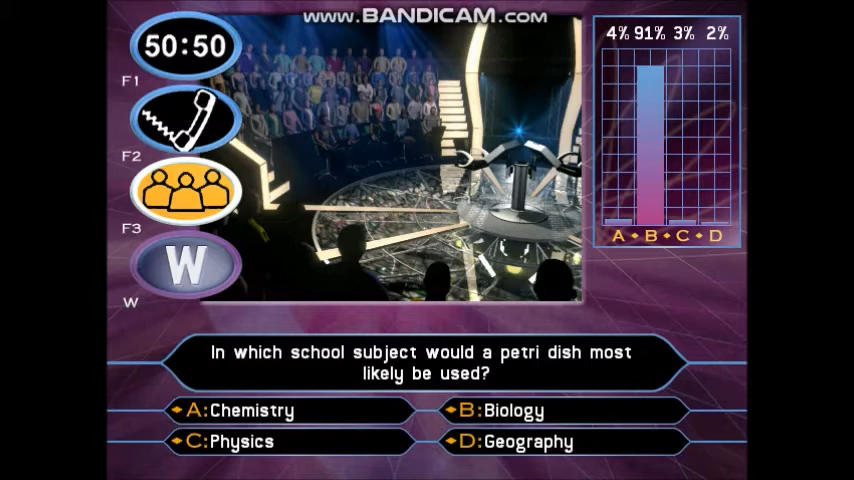 www.BANDICAM.com
50:50
F1
F2
F3
W
W
4% 91% 3% 2%
A B C D
In which school subject would a petri dish most
likely be used?
A: Chemistry
B: Biology
C: Physics
D: Geography